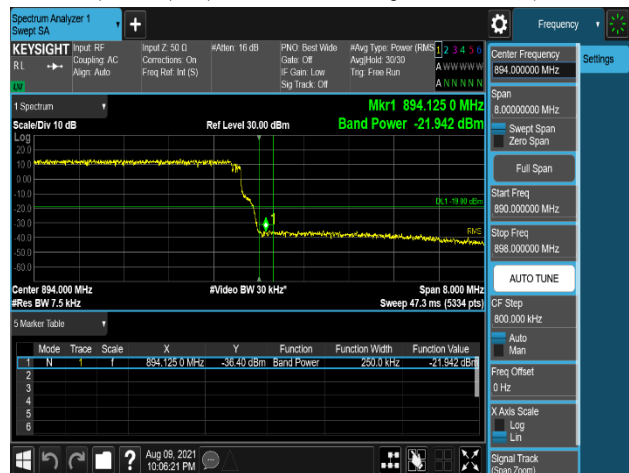 Spectrum Analyzer 1
Swept SA
Frequency
KEYSIGHT
RL
Align: Auto
LW
Input: RF
Coupling: AC
Input Z: 50 Ω
Corrections: On
Freq Ref: Int (S)
#Atten: 16 dB
PNO: Best Wide
Gate: Off
IF Gain: Low
Sig Track: Off
#Avg Type: Power (RMS
Avg|Hold: 30/30
Trig: Free Run
1 2 3 4 5 6
A W W W W W
A N N N N N
Center Frequency
894.000000 MHz
Settings
Span
8.00000000 MHz
Swept Span
Zero Span
Full Span
Start Freq
890.000000 MHz
Stop Freq
898.000000 MHz
AUTO TUNE
CF Step
800.000 kHz
Auto
Man
Freq Offset
0 Hz
X Axis Scale
Log
Lin
Signal Track
(Span Zoom)
1 Spectrum
Scale/Div 10 dB
Ref Level 30.00 dBm
Mkr1 894.125 0 MHz
Band Power -21.942 dBm
Log
20.0
10.0
0.00
-10.0
-20.0
-30.0
-40.0
-50.0
-60.0
DL1 -19.00 dBm
1
RMS
Center 894.000 MHz
#Res BW 7.5 kHz
#Video BW 30 kHz*
Span 8.000 MHz
Sweep 47.3 ms (5334 pts)
5 Marker Table
Mode Trace Scale X Y Function Function Width Function Value
1 N 1 f 894.125 0 MHz -36.40 dBm Band Power 250.0 kHz -21.942 dBm
2
3
4
5
6
Aug 09, 2021
10:06:21 PM